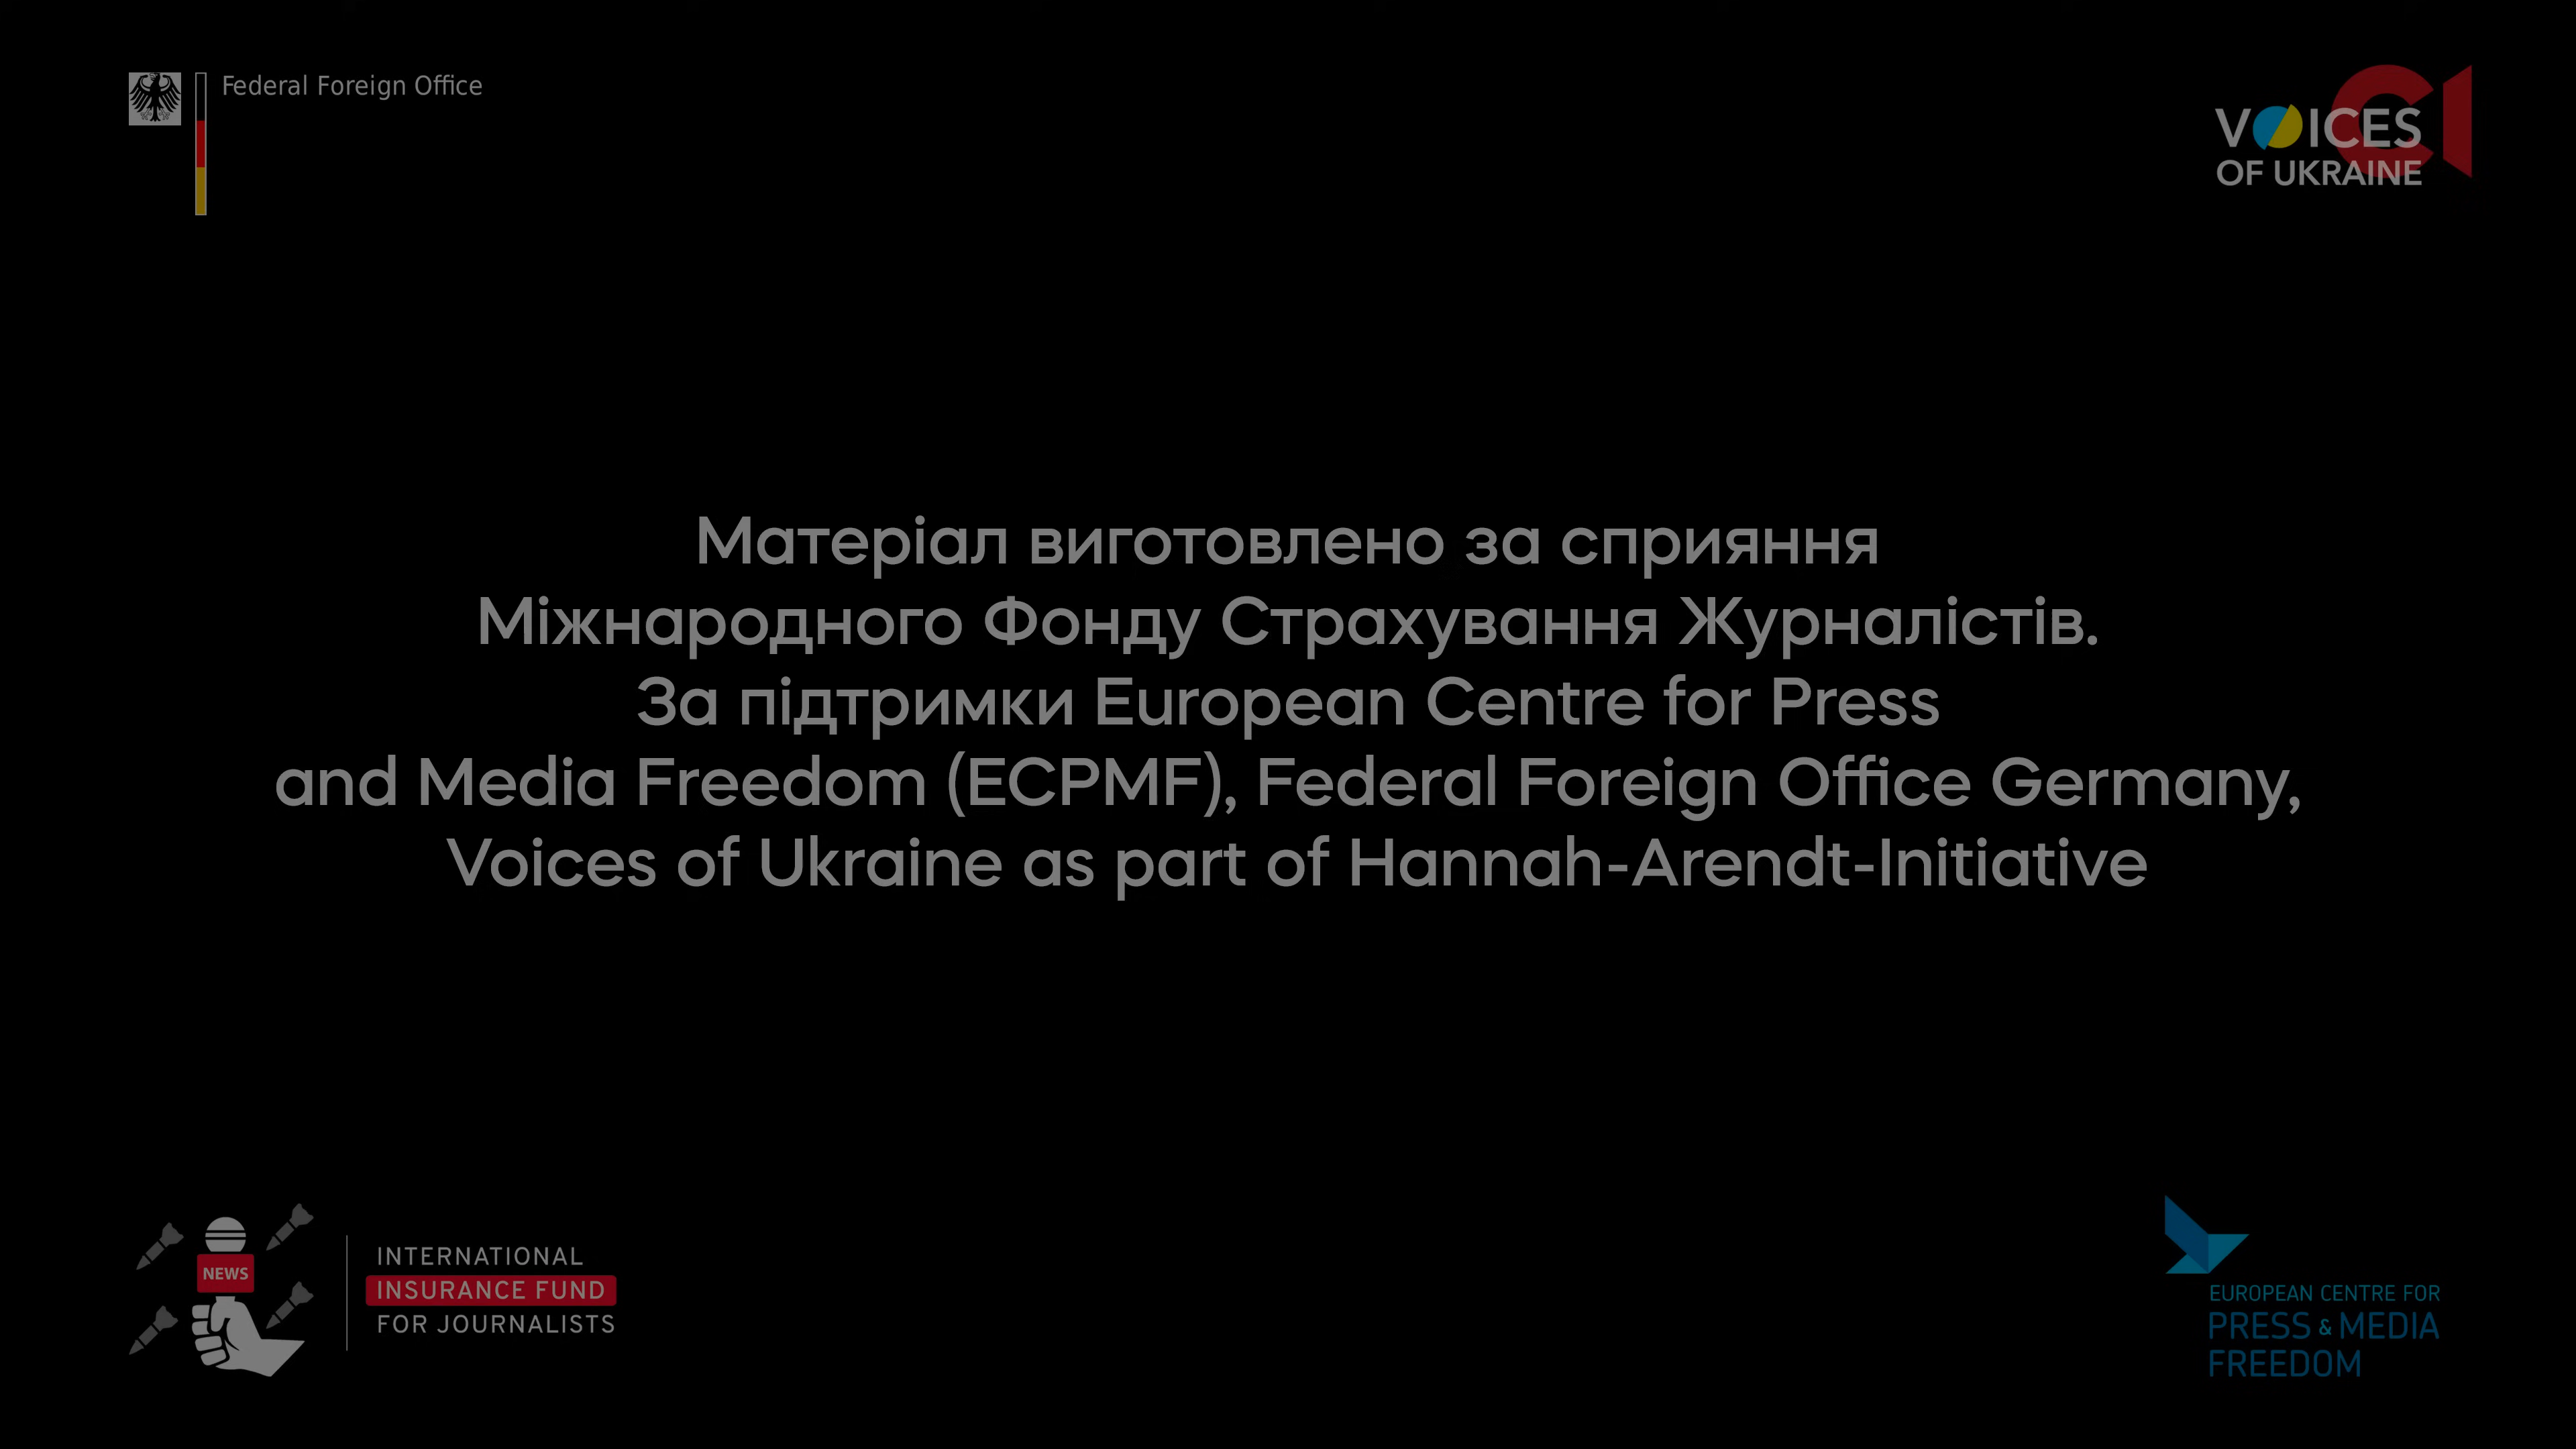 Federal Foreign Office
VOICES
OF UKRAINE
Матеріал виготовлено за сприяння
Міжнародного Фонду Страхування Журналістів.
За підтримки European Centre for Press
and Media Freedom (ECPMF), Federal Foreign Office Germany,
Voices of Ukraine as part of Hannah-Arendt-Initiative
NEWS
INTERNATIONAL
INSURANCE FUND
FOR JOURNALISTS
EUROPEAN CENTRE FOR
PRESS & MEDIA
FREEDOM